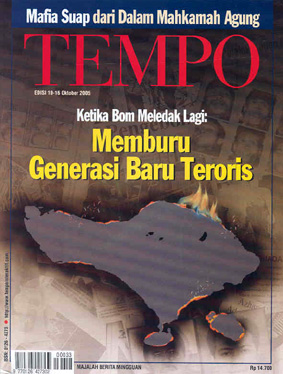 Mafia Suap dari Dalam Mahkamah Agung
TEMPO
EDISI 10-16 Oktober 2005
Ketika Bom Meledak Lagi:
Memburu
Generasi Baru Teroris
00633
MAJALAH BERITA MINGGUAN
Rp 14.700